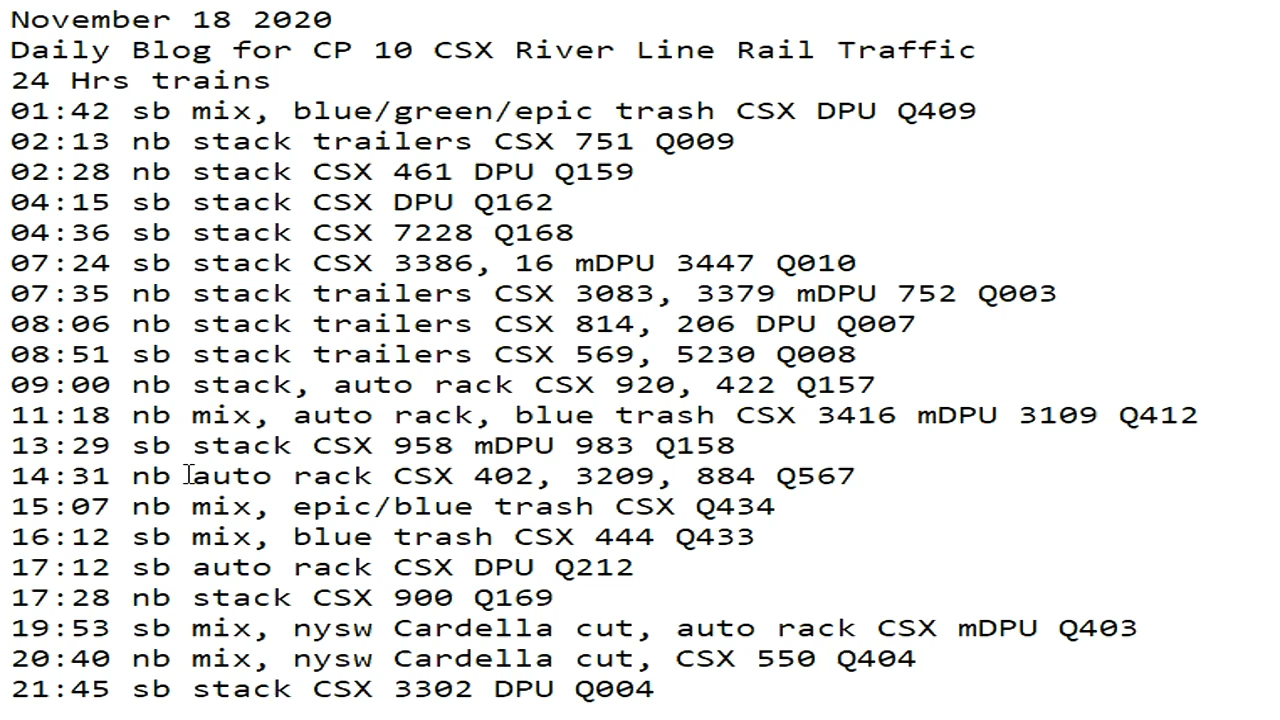 November 18 2020
Daily Blog for CP 10 CSX River Line Rail Traffic
24 Hrs trains
01:42 sb mix, blue/green/epic trash CSX DPU Q409
02:13 nb stack trailers CSX 751 Q009
02:28 nb stack CSX 461 DPU Q159
04:15 sb stack CSX DPU Q162
04:36 sb stack CSX 7228 Q168
07:24 sb stack CSX 3386, 16 mDPU 3447 Q010
07:35 nb stack trailers CSX 3083, 3379 mDPU 752 Q003
08:06 nb stack trailers CSX 814, 206 DPU Q007
08:51 sb stack trailers CSX 569, 5230 Q008
09:00 nb stack, auto rack CSX 920, 422 Q157
11:18 nb mix, auto rack, blue trash CSX 3416 mDPU 3109 Q412
13:29 sb stack CSX 958 mDPU 983 Q158
14:31 nb auto rack CSX 402, 3209, 884 Q567
15:07 nb mix, epic/blue trash CSX Q434
16:12 sb mix, blue trash CSX 444 Q433
17:12 sb auto rack CSX DPU Q212
17:28 nb stack CSX 900 Q169
19:53 sb mix, nysw Cardella cut, auto rack CSX mDPU Q403
20:40 nb mix, nysw Cardella cut, CSX 550 Q404
21:45 sb stack CSX 3302 DPU Q004